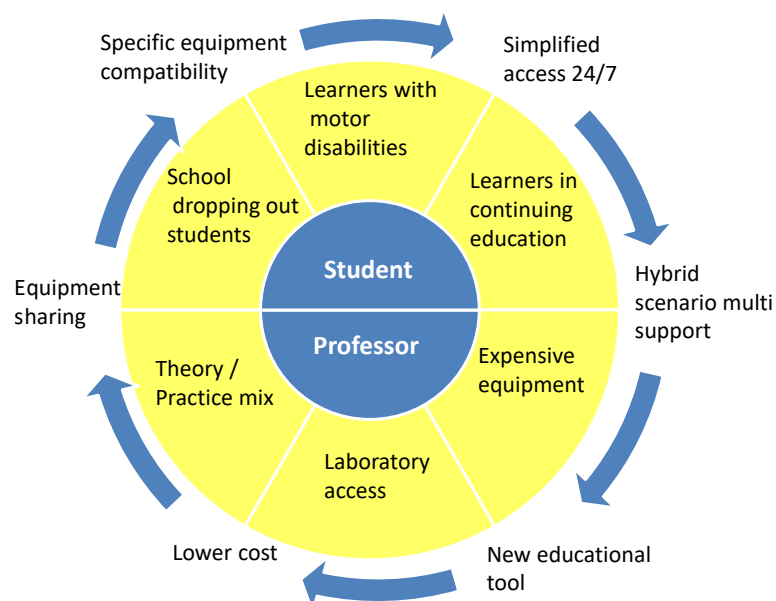 Specific equipment
compatibility
Simplified
access 24/7
Learners with
motor
disabilities
School
dropping out
students
Learners in
continuing
education
Student
Equipment
sharing
Hybrid
scenario multi
support
Professor
Theory /
Practice mix
Expensive
equipment
Laboratory
access
Lower cost
New educational
tool